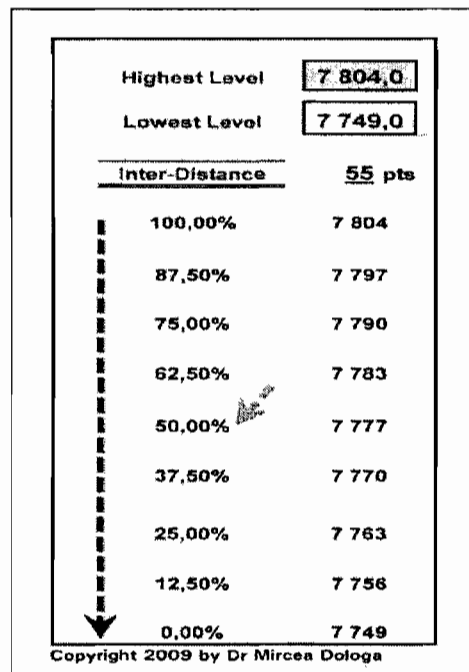 Highest Level 7 804,0
Lowest Level 7 749,0
Inter-Distance 55 pts
100,00% 7 804
87,50% 7 797
75,00% 7 790
62,50% 7 783
50,00% 7 777
37,50% 7 770
25,00% 7 763
12,50% 7 756
0,00% 7 749
Copyright 2009 by Dr Mircea Dologa